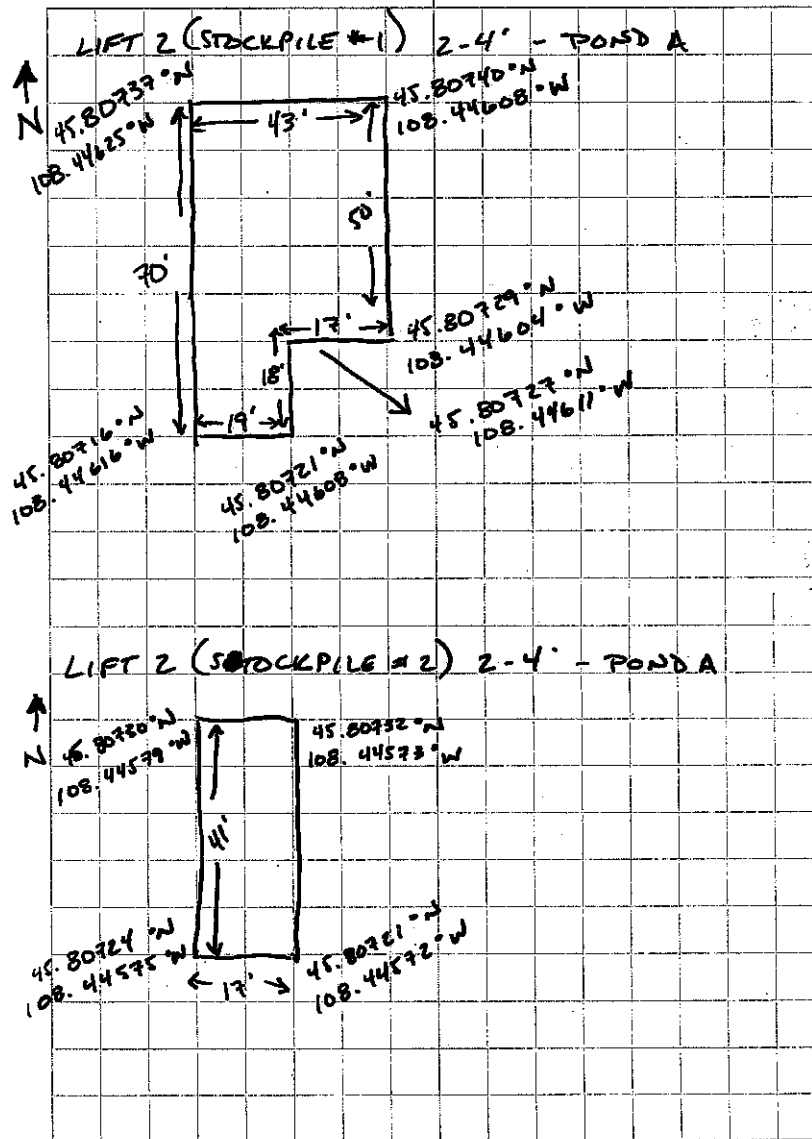 LIFT 2 (STOCKPILE #1) 2-4' - POND A
N
45.80737°N
108.44625°W
45.80740°N
108.44608°W
43'
50'
70'
17'
45.80729°N
108.44604°W
18'
45.80727°N
108.44611°W
19'
45.80716°N
108.44616°W
45.80721°N
108.44608°W
LIFT 2 (STOCKPILE #2) 2-4' - POND A
N
45.80730°N
108.44579°W
45.80732°N
108.44573°W
41'
45.80724°N
108.44575°W
17'
45.80721°N
108.44572°W